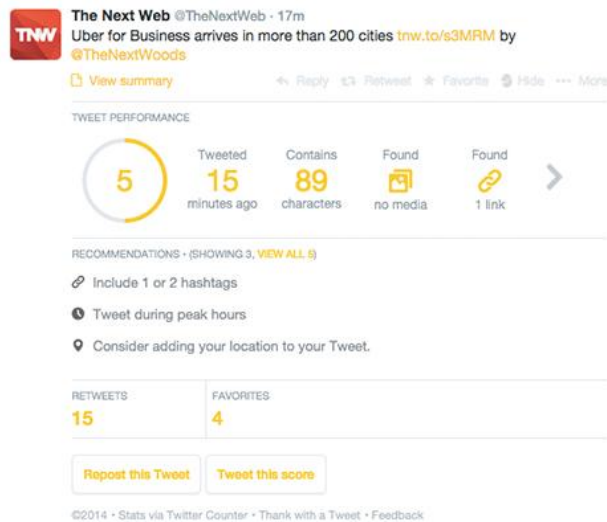 TNW
The Next Web @TheNextWeb · 17m
Uber for Business arrives in more than 200 cities tnw.to/s3MRM by
@TheNextWoods
View summary Reply Retweet Favorite Hide More
TWEET PERFORMANCE
5
Tweeted
15
minutes ago
Contains
89
characters
Found
no media
Found
1 link
RECOMMENDATIONS · (SHOWING 3, VIEW ALL 5)
Include 1 or 2 hashtags
Tweet during peak hours
Consider adding your location to your Tweet.
RETWEETS
15
FAVORITES
4
Repost this Tweet
Tweet this score
©2014 · Stats via Twitter Counter · Thank with a Tweet · Feedback